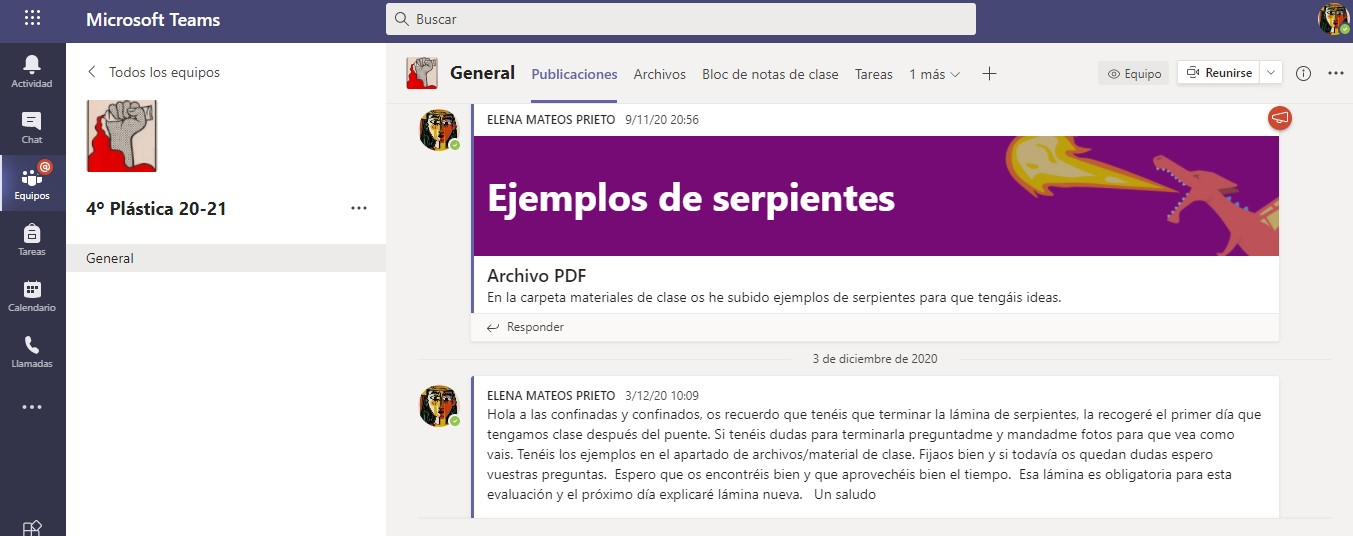 Microsoft Teams
Buscar
Actividad
Chat
Equipos
Tareas
Calendario
Llamadas
Todos los equipos
4º Plástica 20-21
General
General
Publicaciones
Archivos
Bloc de notas de clase
Tareas
1 más
Equipo
Reunirse
ELENA MATEOS PRIETO 9/11/20 20:56
Ejemplos de serpientes
Archivo PDF
En la carpeta materiales de clase os he subido ejemplos de serpientes para que tengáis ideas.
Responder
3 de diciembre de 2020
ELENA MATEOS PRIETO 3/12/20 10:09
Hola a las confinadas y confinados, os recuerdo que tenéis que terminar la lámina de serpientes, la recogeré el primer día que
tengamos clase después del puente. Si tenéis dudas para terminarla preguntadme y mandadme fotos para que vea como
vais. Tenéis los ejemplos en el apartado de archivos/material de clase. Fijaos bien y si todavía os quedan dudas espero
vuestras preguntas. Espero que os encontréis bien y que aprovechéis bien el tiempo. Esa lámina es obligatoria para esta
evaluación y el próximo día explicaré lámina nueva. Un saludo